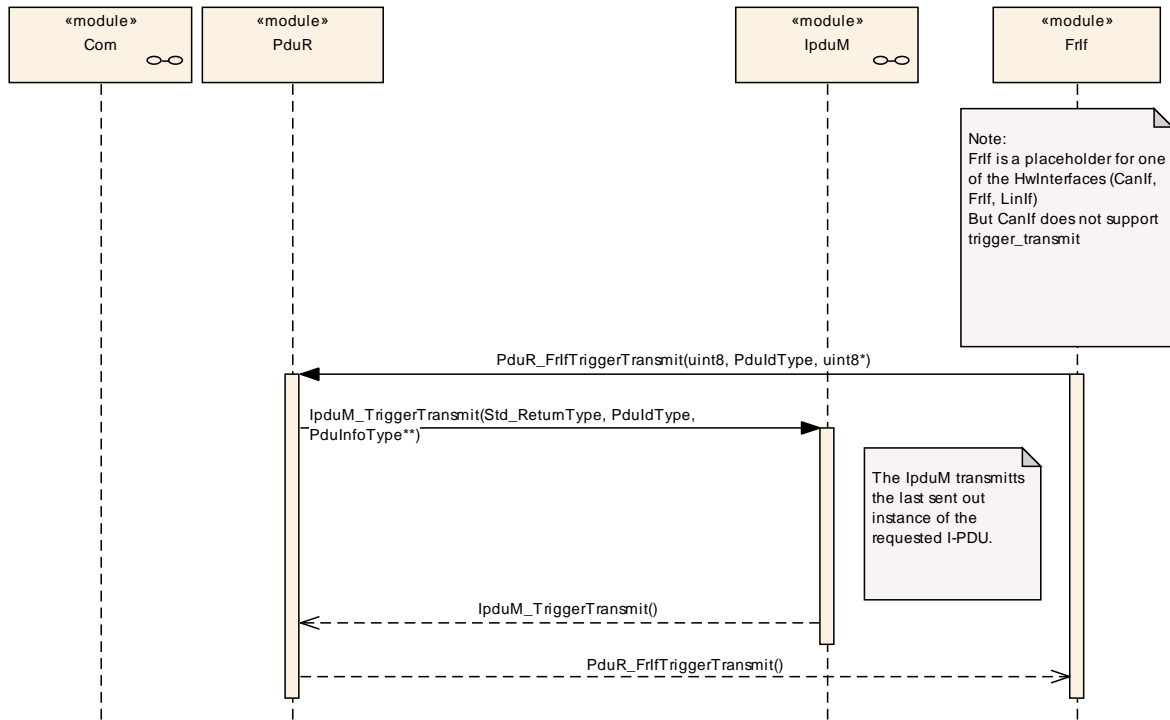 «module»
Com
«module»
PduR
«module»
IpduM
«module»
FrIf
Note:
FrIf is a placeholder for one
of the HwInterfaces (CanIf,
FrIf, LinIf)
But CanIf does not support
trigger_transmit
PduR_FrIfTriggerTransmit(uint8, PduIdType, uint8*)
IpduM_TriggerTransmit(Std_ReturnType, PduIdType,
PduInfoType**)
The IpduM transmitts
the last sent out
instance of the
requested I-PDU.
IpduM_TriggerTransmit()
PduR_FrIfTriggerTransmit()